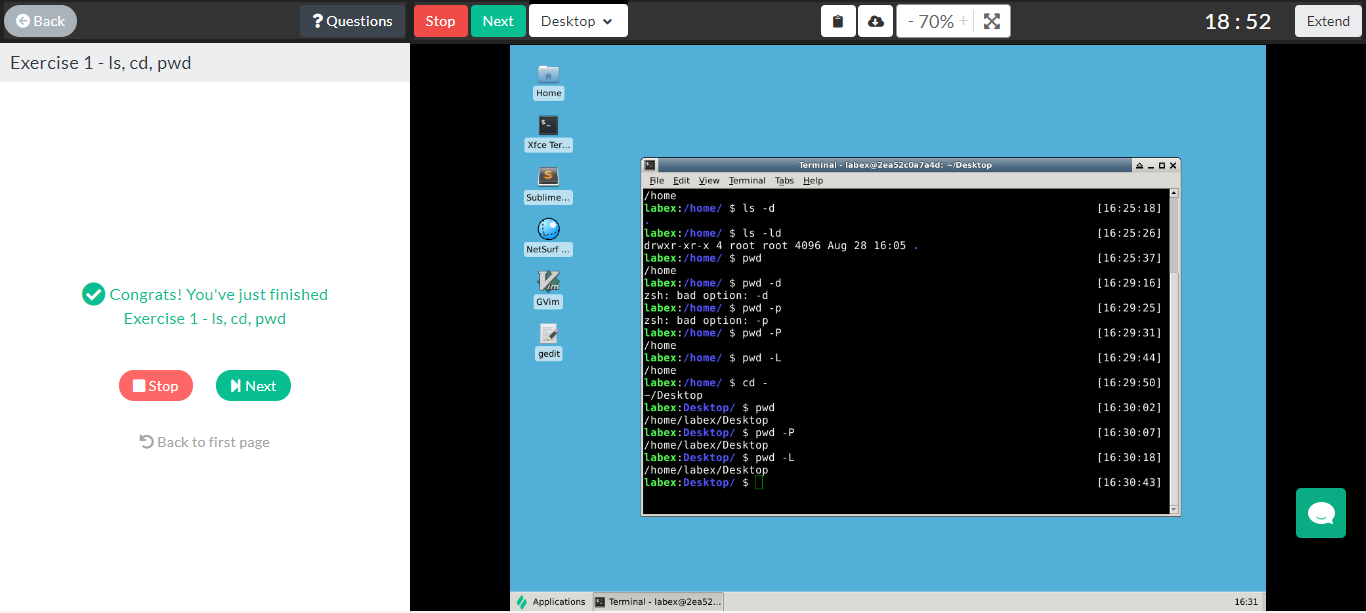 Back
? Questions
Stop
Next
Desktop
- 70% +
18 : 52
Extend
Exercise 1 - ls, cd, pwd
Congrats! You've just finished
Exercise 1 - ls, cd, pwd
Stop
Next
Back to first page
Home
Xfce Ter...
Sublime...
NetSurf ...
GVim
gedit
Terminal - labex@2ea52c0a7a4d: ~/Desktop
File Edit View Terminal Tabs Help
/home
labex:/home/ $ ls -d [16:25:18]
.
labex:/home/ $ ls -ld [16:25:26]
drwxr-xr-x 4 root root 4096 Aug 28 16:05 .
labex:/home/ $ pwd [16:25:37]
/home
labex:/home/ $ pwd -d [16:29:16]
zsh: bad option: -d
labex:/home/ $ pwd -p [16:29:25]
zsh: bad option: -p
labex:/home/ $ pwd -P [16:29:31]
/home
labex:/home/ $ pwd -L [16:29:44]
/home
labex:/home/ $ cd - [16:29:50]
~/Desktop
labex:Desktop/ $ pwd [16:30:02]
/home/labex/Desktop
labex:Desktop/ $ pwd -P [16:30:07]
/home/labex/Desktop
labex:Desktop/ $ pwd -L [16:30:18]
/home/labex/Desktop
labex:Desktop/ $ [16:30:43]
Applications
Terminal - labex@2ea52...
16:31